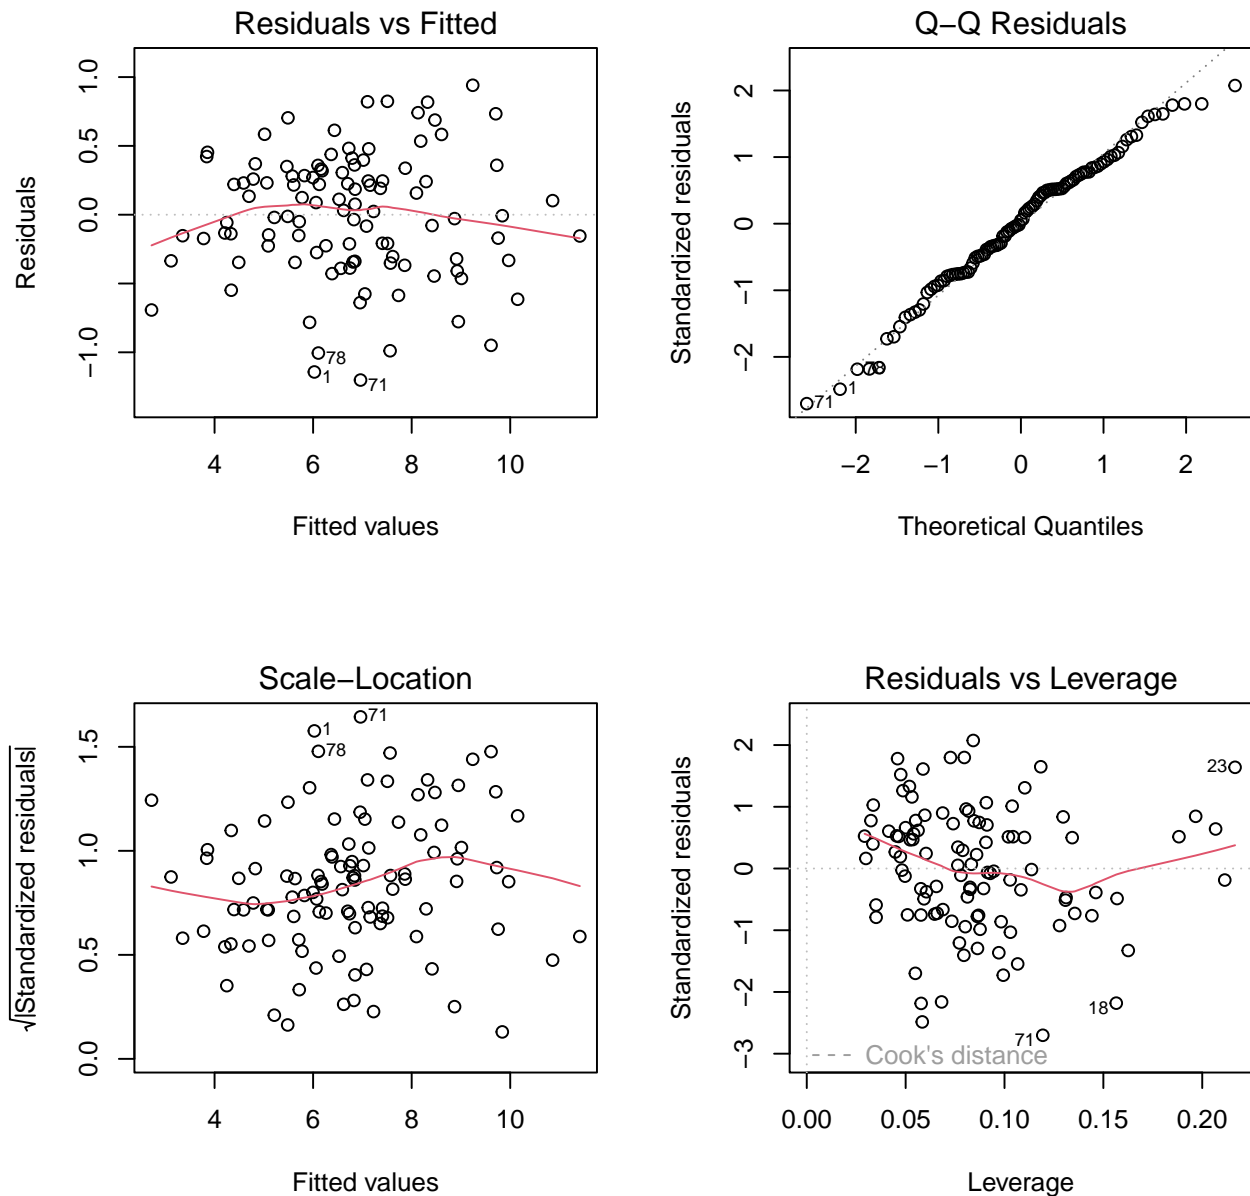 Residuals vs Fitted
Residuals
1.0
0.5
0.0
−1.0
78
1
71
4 6 8 10
Fitted values
Q−Q Residuals
Standardized residuals
2
1
0
−1
−2
78
1
71
−2 −1 0 1 2
Theoretical Quantiles
Scale−Location
√|Standardized residuals|
1.5
1.0
0.5
0.0
71
1
78
4 6 8 10
Fitted values
Residuals vs Leverage
Standardized residuals
2
1
0
−1
−2
−3
23
18
71
Cook's distance
0.00 0.05 0.10 0.15 0.20
Leverage